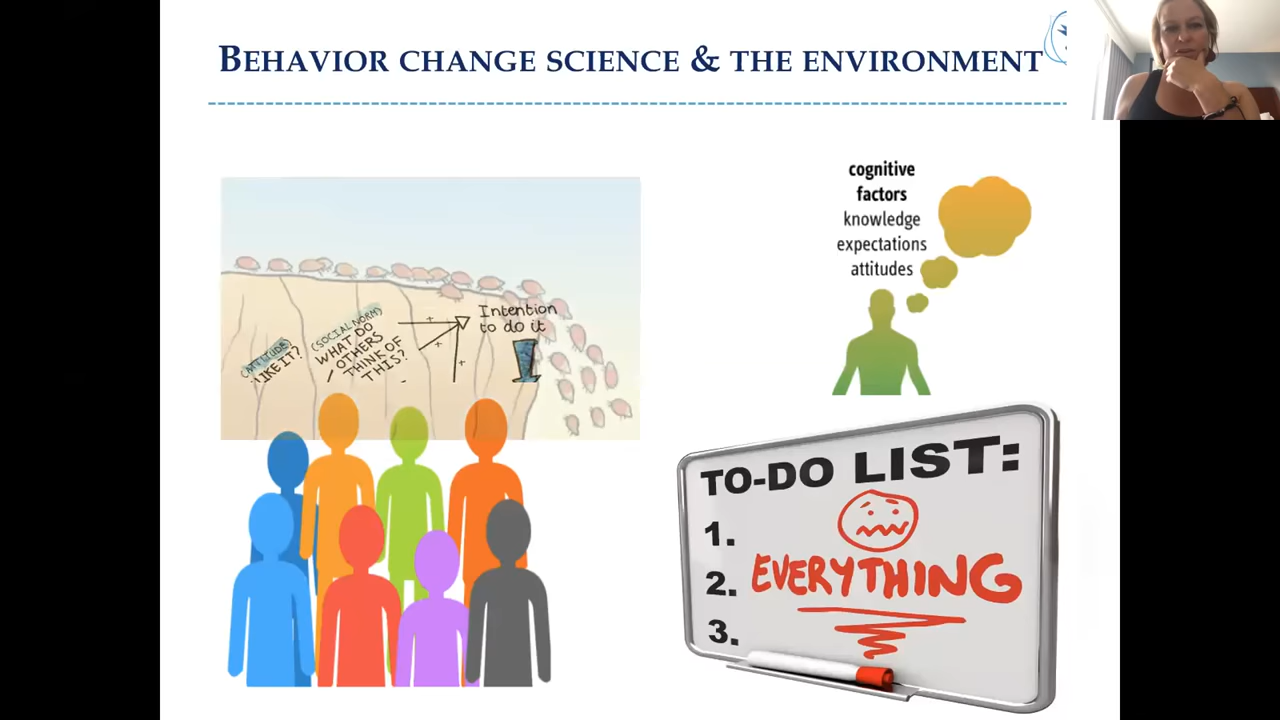 BEHAVIOR CHANGE SCIENCE & THE ENVIRONMENT
cognitive
factors
knowledge
expectations
attitudes
(ATTITUDE)
IKE IT?
(SOCIAL NORM)
WHAT DO
OTHERS
THINK OF
THIS?
+
+
+
Intention
to do it
TO-DO LIST:
1.
2. EVERYTHING
3.